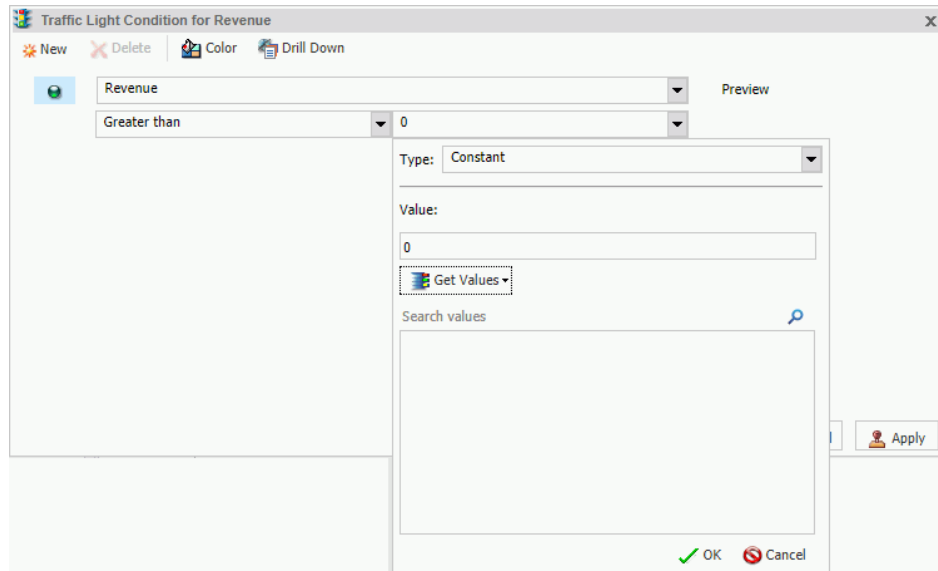 Traffic Light Condition for Revenue X
New Delete Color Drill Down
Revenue Preview
Greater than 0
Type: Constant
Value:
0
Get Values
Search values
Apply
OK Cancel